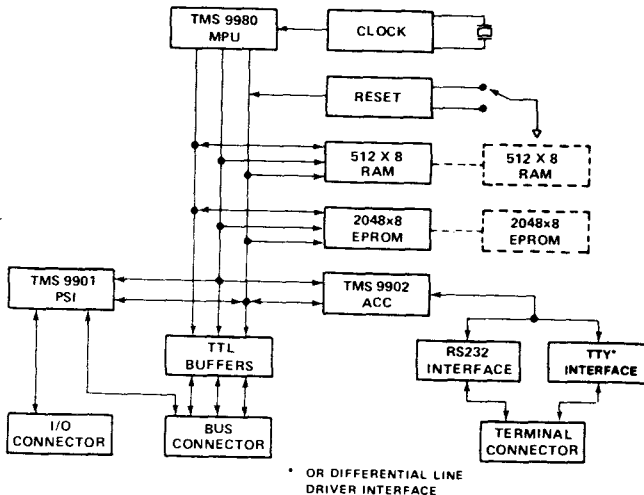 TMS 9980
MPU
CLOCK
RESET
512 X 8
RAM
512 X 8
RAM
2048x8
EPROM
2048x8
EPROM
TMS 9901
PSI
TMS 9902
ACC
TTL
BUFFERS
RS232
INTERFACE
TTY*
INTERFACE
I/O
CONNECTOR
BUS
CONNECTOR
TERMINAL
CONNECTOR
* OR DIFFERENTIAL LINE
DRIVER INTERFACE